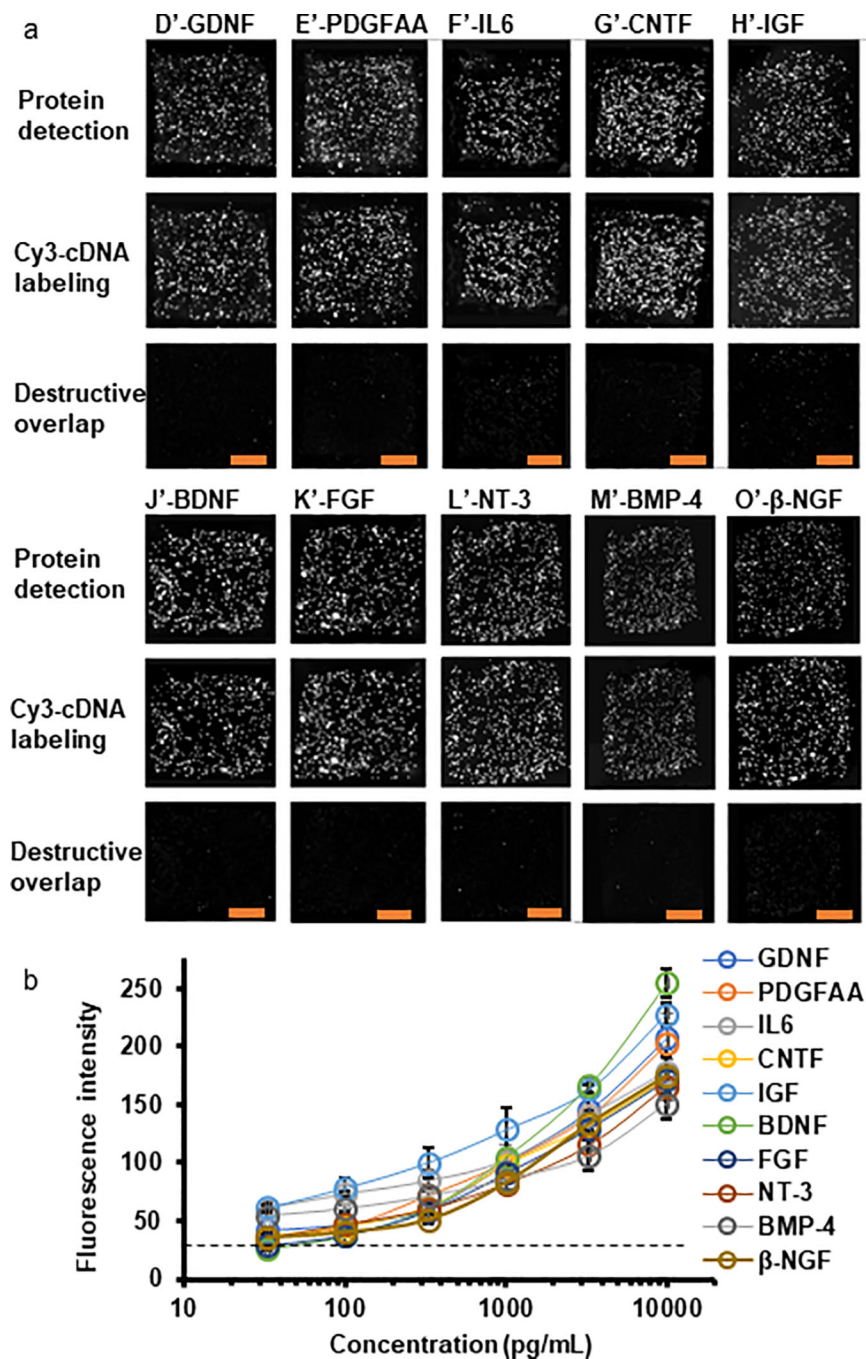 a
D'-GDNF E'-PDGFAA F'-IL6 G'-CNTF H'-IGF
Protein
detection
Cy3-cDNA
labeling
Destructive
overlap
J'-BDNF K'-FGF L'-NT-3 M'-BMP-4 O'-β-NGF
Protein
detection
Cy3-cDNA
labeling
Destructive
overlap
b
Fluorescence intensity
250
200
150
100
50
0
10 100 1000 10000
Concentration (pg/mL)
GDNF
PDGFAA
IL6
CNTF
IGF
BDNF
FGF
NT-3
BMP-4
β-NGF